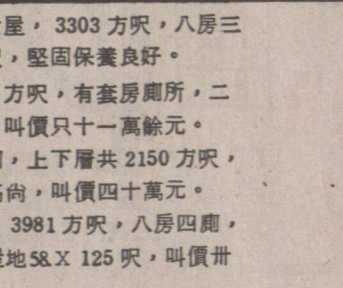 屋， 3303 方呎，八房三
，堅固保養良好。
方呎，有套房廁所，二
叫價只十一萬餘元。
，上下層共 2150 方呎，
尚，叫價四十萬元。
3981 方呎，八房四廁，
地 58 X 125 呎，叫價卅